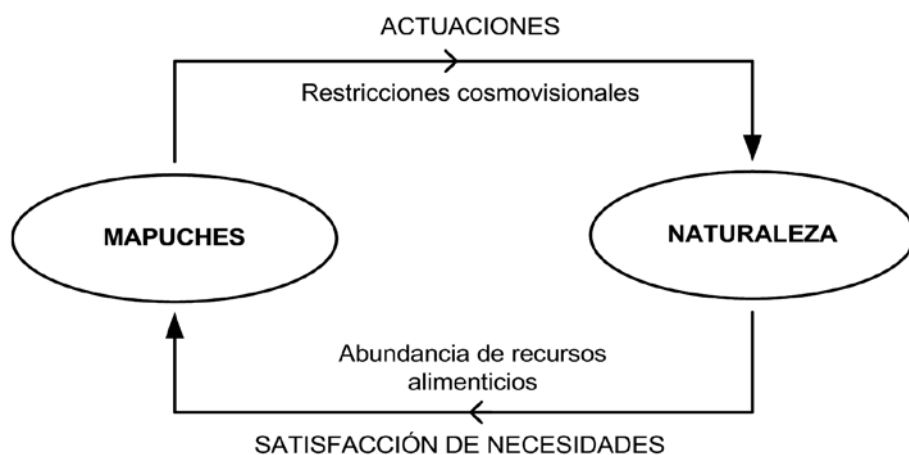 ACTUACIONES
Restricciones cosmovisionales
MAPUCHES
NATURALEZA
Abundancia de recursos
alimenticios
SATISFACCIÓN DE NECESIDADES